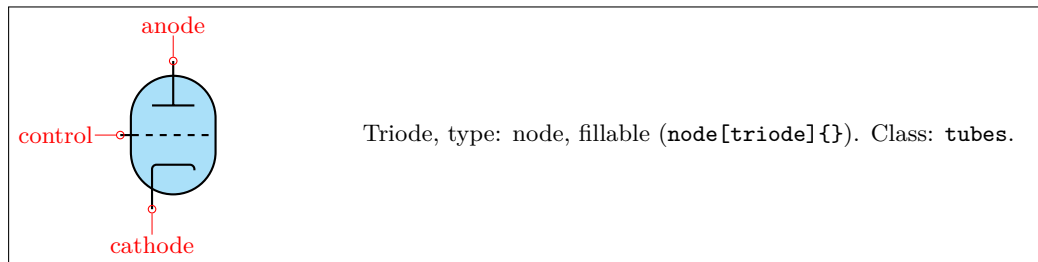 anode
control
cathode
Triode, type: node, fillable (node[triode]{}). Class: tubes.